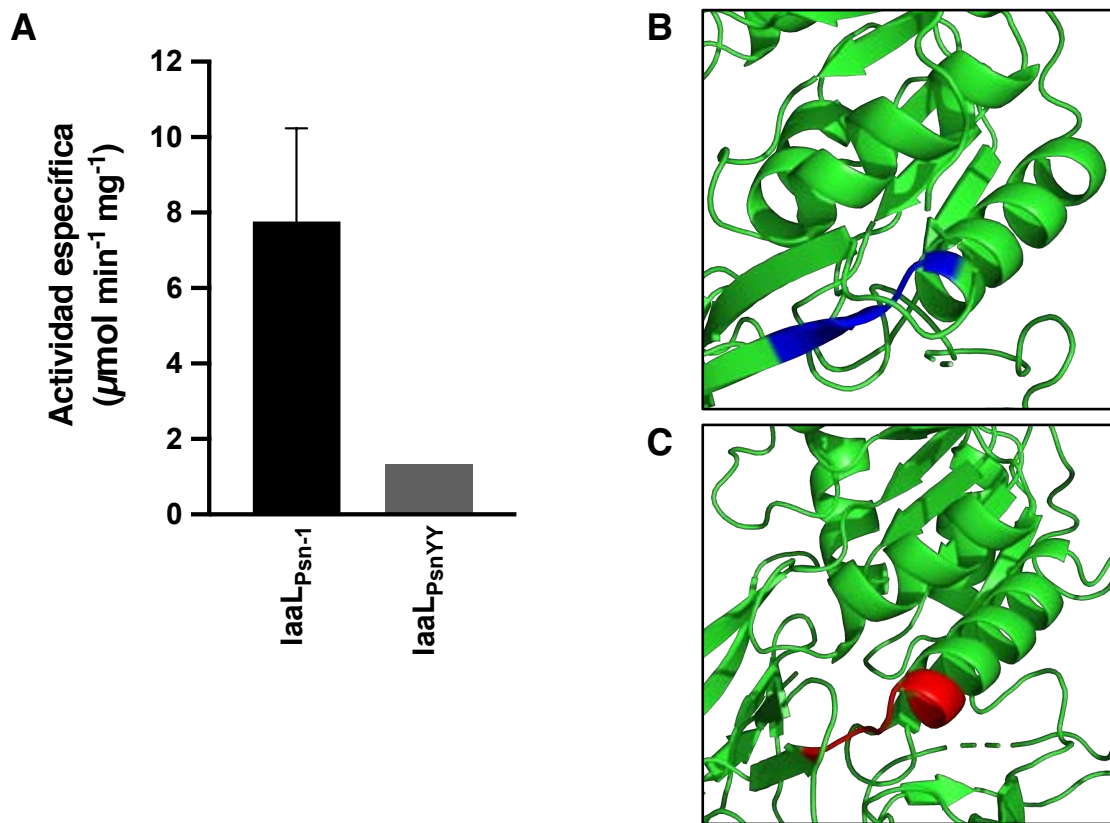 A
Actividad específica
(µmol min-1 mg-1)
12
10
8
6
4
2
0
IaaLPsn-1
IaaLPsnYY
B
C